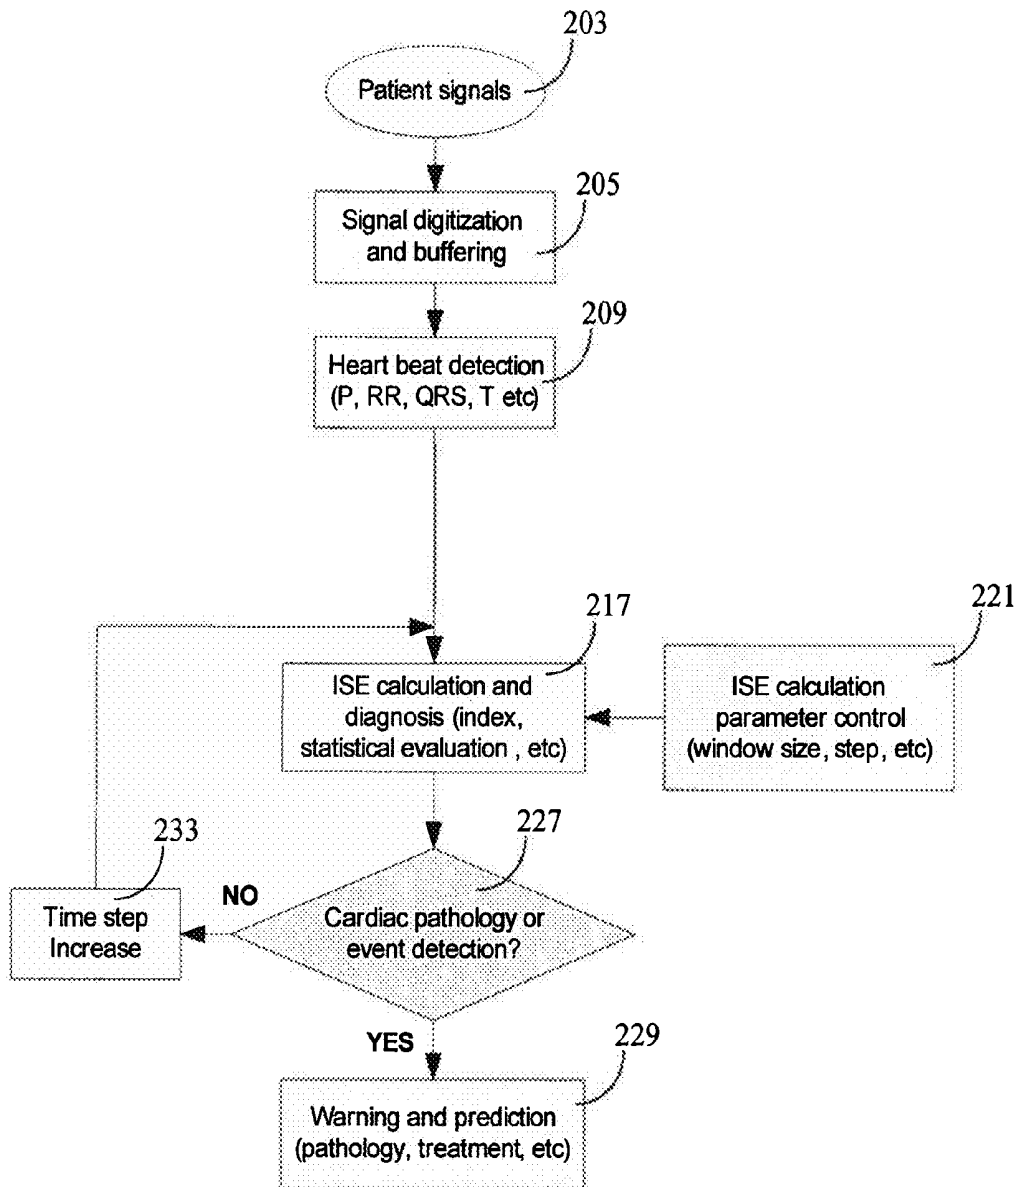 203
Patient signals
205
Signal digitization
and buffering
209
Heart beat detection
(P, RR, QRS, T etc)
217
ISE calculation and
diagnosis (index,
statistical evaluation , etc)
221
ISE calculation
parameter control
(window size, step, etc)
227
Cardiac pathology or
event detection?
NO
233
Time step
Increase
YES
229
Warning and prediction
(pathology, treatment, etc)